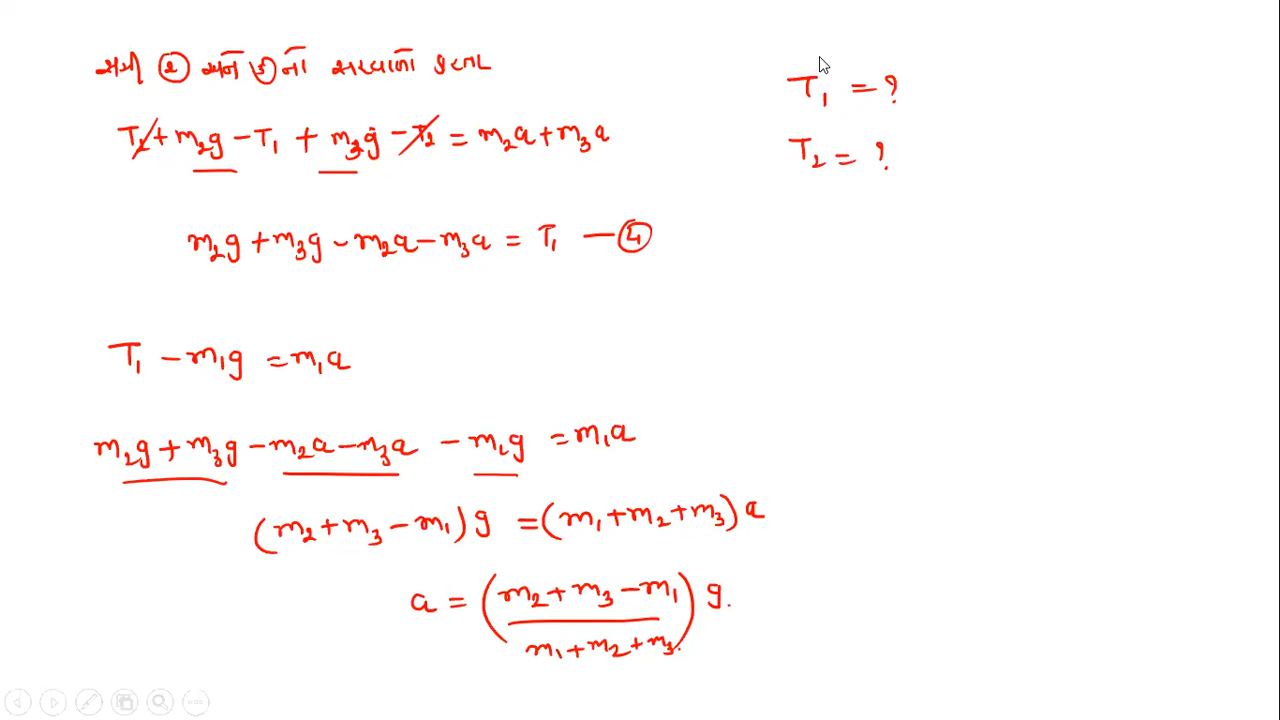 સમી ② અને ③ નો સરવાળો કરતા
T₂ + m₂g − T₁ + m₃g − T₂ = m₂a + m₃a
m₂g + m₃g − m₂a − m₃a = T₁ — ④
T₁ − m₁g = m₁a
m₂g + m₃g − m₂a − m₃a − m₁g = m₁a
(m₂ + m₃ − m₁) g = (m₁ + m₂ + m₃) a
a = (m₂ + m₃ − m₁ / m₁ + m₂ + m₃) g.
T₁ = ?
T₂ = ?